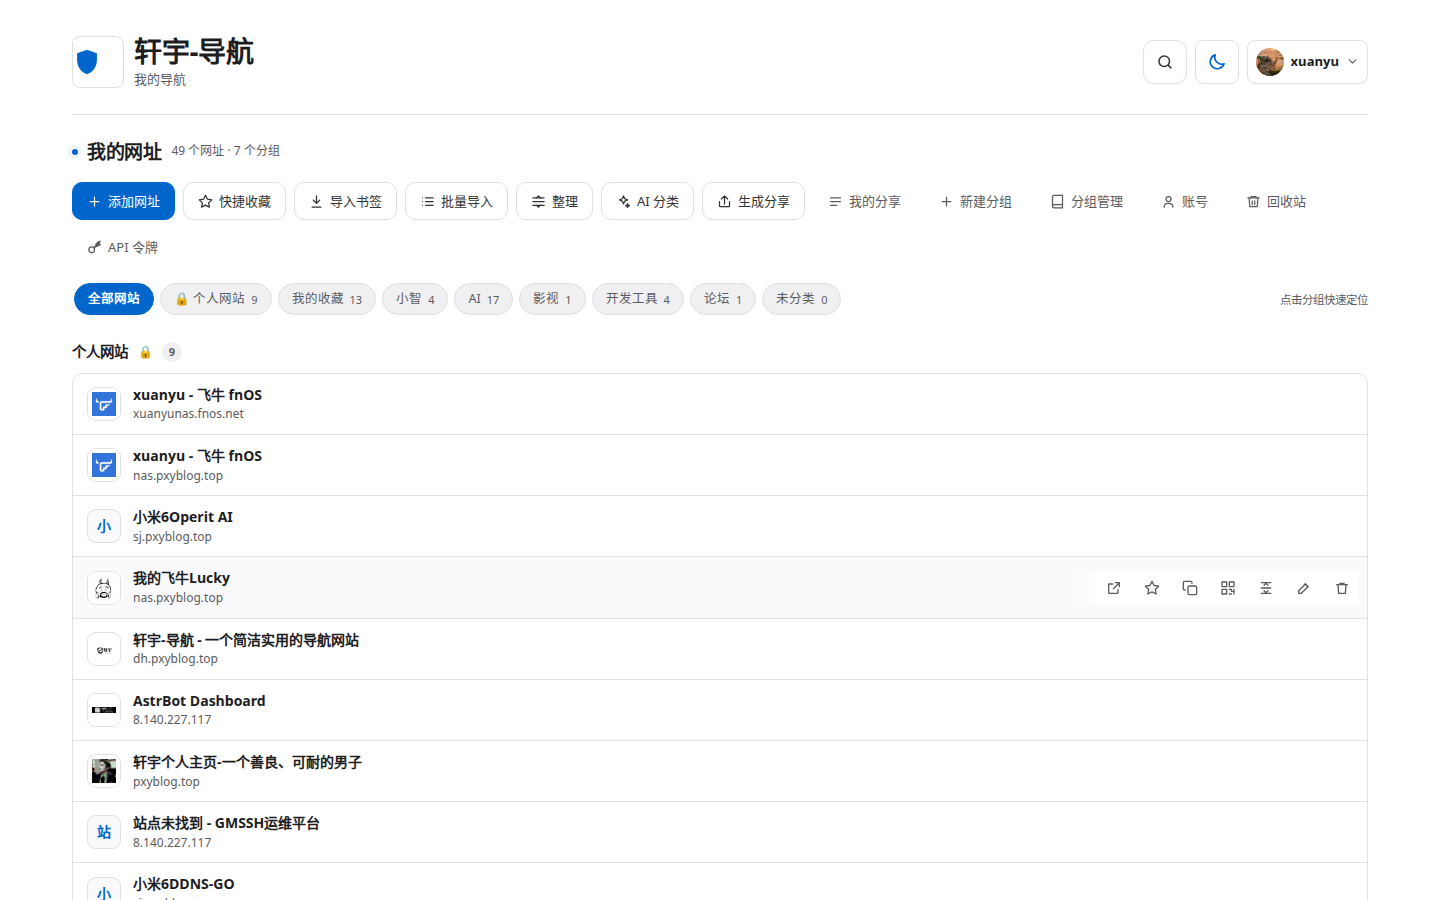 轩宇-导航
我的导航
xuanyu
我的网址 49 个网址 · 7 个分组
添加网址 快捷收藏 导入书签 批量导入 整理 AI 分类 生成分享 我的分享 新建分组 分组管理 账号 回收站
API 令牌
全部网站 个人网站 9 我的收藏 13 小智 4 AI 17 影视 1 开发工具 4 论坛 1 未分类 0 点击分组快速定位
个人网站 9
xuanyu - 飞牛 fnOS
xuanyunas.fnos.net
xuanyu - 飞牛 fnOS
nas.pxyblog.top
小 小米6Operit AI
sj.pxyblog.top
我的飞牛Lucky
nas.pxyblog.top
轩宇-导航 - 一个简洁实用的导航网站
dh.pxyblog.top
AstrBot Dashboard
8.140.227.117
轩宇个人主页-一个善良、可耐的男子
pxyblog.top
站 站点未找到 - GMSSH运维平台
8.140.227.117
小 小米6DDNS-GO